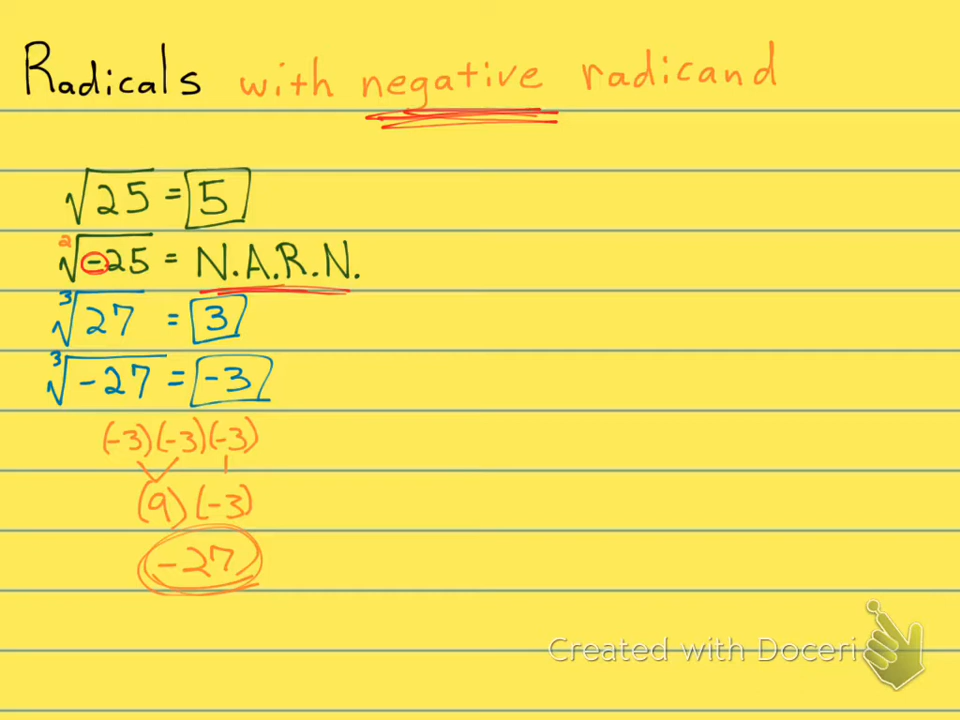 Radicals with negative radicand
√25 = 5
²√-25 = N.A.R.N.
³√27 = 3
³√-27 = -3
(-3)(-3)(-3)
(9)(-3)
-27
Created with Doceri